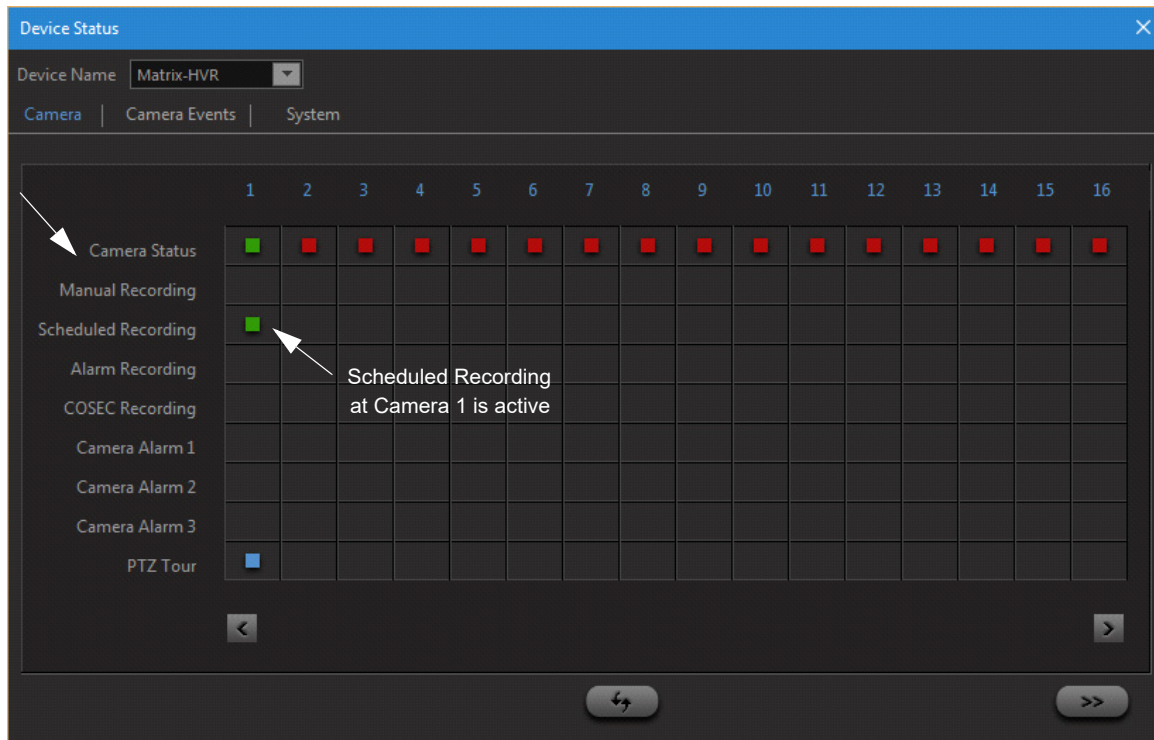 Device Status
Device Name Matrix-HVR
Camera | Camera Events | System
1 2 3 4 5 6 7 8 9 10 11 12 13 14 15 16
Camera Status
Manual Recording
Scheduled Recording
Alarm Recording
Scheduled Recording
at Camera 1 is active
COSEC Recording
Camera Alarm 1
Camera Alarm 2
Camera Alarm 3
PTZ Tour
< >
>>